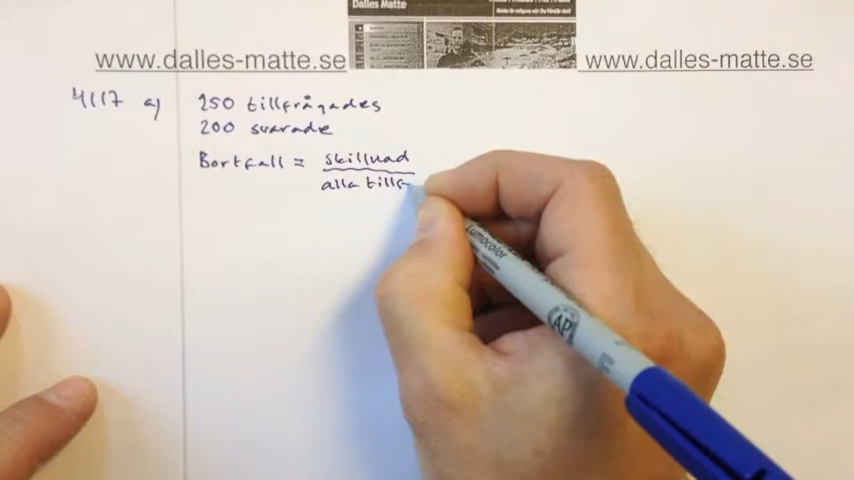 Dalles Matte
www.dalles-matte.se
www.dalles-matte.se
4117 a) 250 tillfrågades
200 svarade
Bortfall = skillnad
alla tillf
Lumocolor